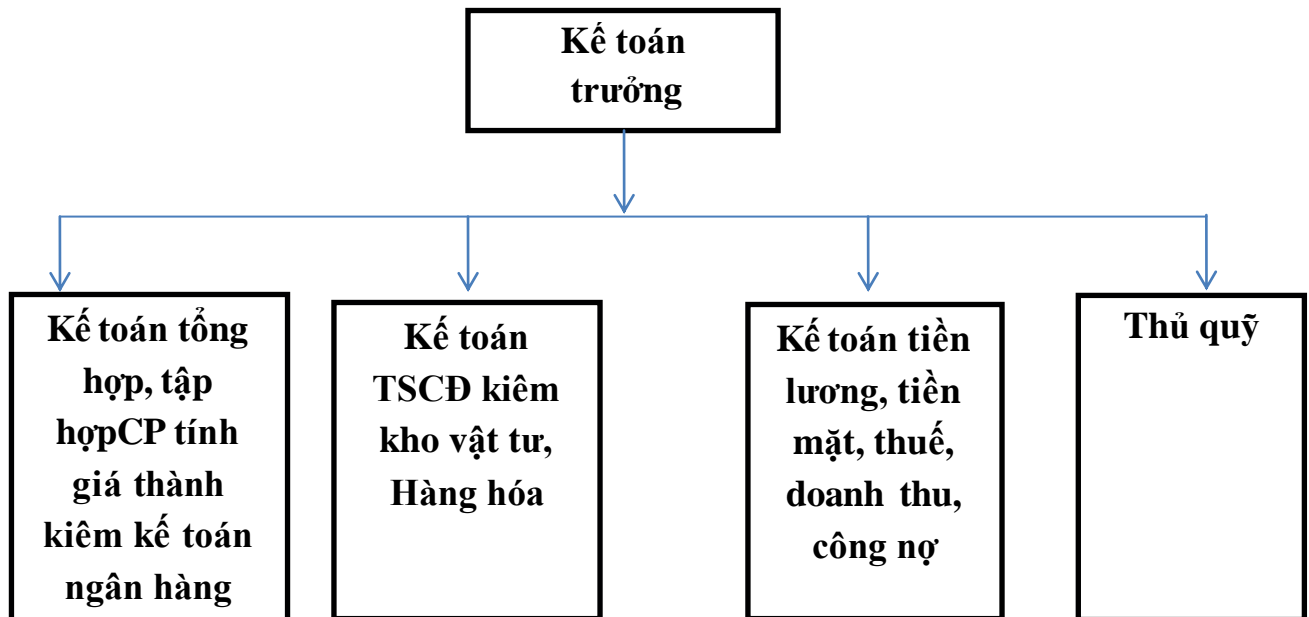 Kế toán
trưởng
Kế toán tổng
hợp, tập
hợpCP tính
giá thành
kiêm kế toán
ngân hàng
Kế toán
TSCĐ kiêm
kho vật tư,
Hàng hóa
Kế toán tiền
lương, tiền
mặt, thuế,
doanh thu,
công nợ
Thủ quỹ